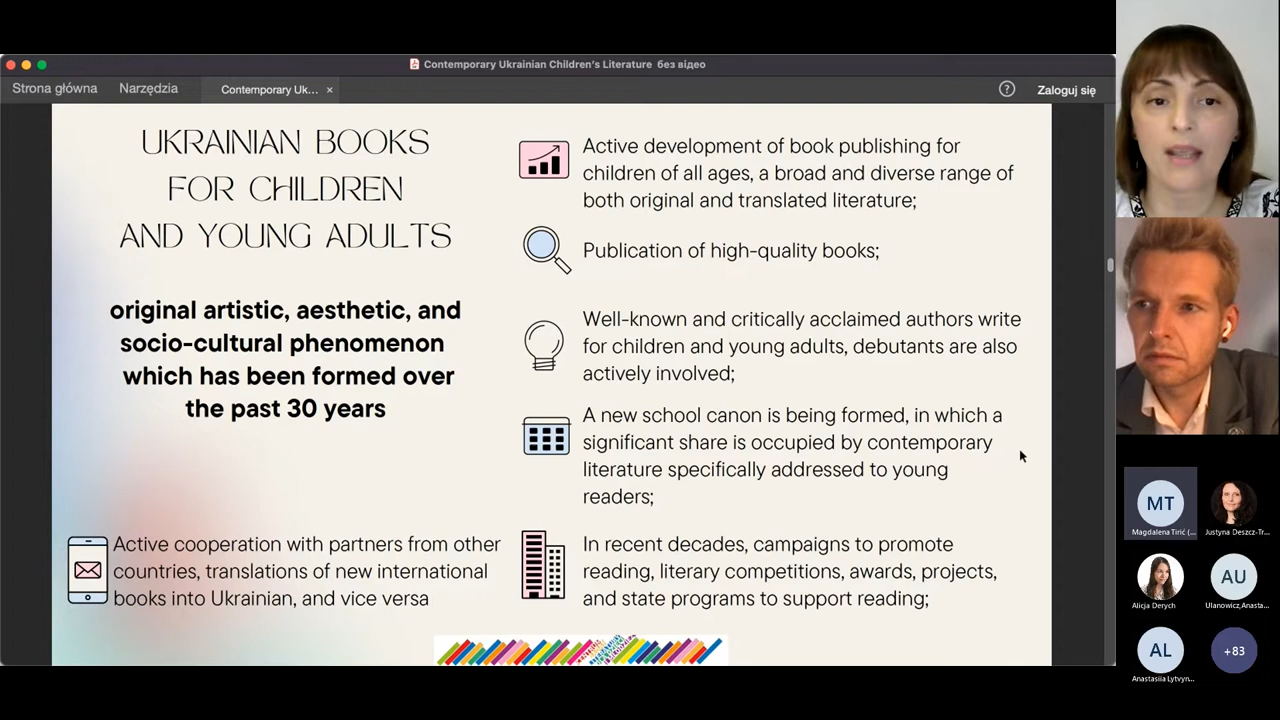 Contemporary Ukrainian Children's Literature без відео
Strona główna
Narzędzia
Contemporary Uk... ×
?
Zaloguj się
UKRAINIAN BOOKS
FOR CHILDREN
AND YOUNG ADULTS
original artistic, aesthetic, and
socio-cultural phenomenon
which has been formed over
the past 30 years
Active cooperation with partners from other
countries, translations of new international
books into Ukrainian, and vice versa
Active development of book publishing for
children of all ages, a broad and diverse range of
both original and translated literature;
Publication of high-quality books;
Well-known and critically acclaimed authors write
for children and young adults, debutants are also
actively involved;
A new school canon is being formed, in which a
significant share is occupied by contemporary
literature specifically addressed to young
readers;
In recent decades, campaigns to promote
reading, literary competitions, awards, projects,
and state programs to support reading;
MT
Magdalena Tirić (...
Justyna Deszcz-Tr...
Alicja Derych
AU
Ulanowicz,Anasta...
AL
Anastasiia Lytvyn...
+83